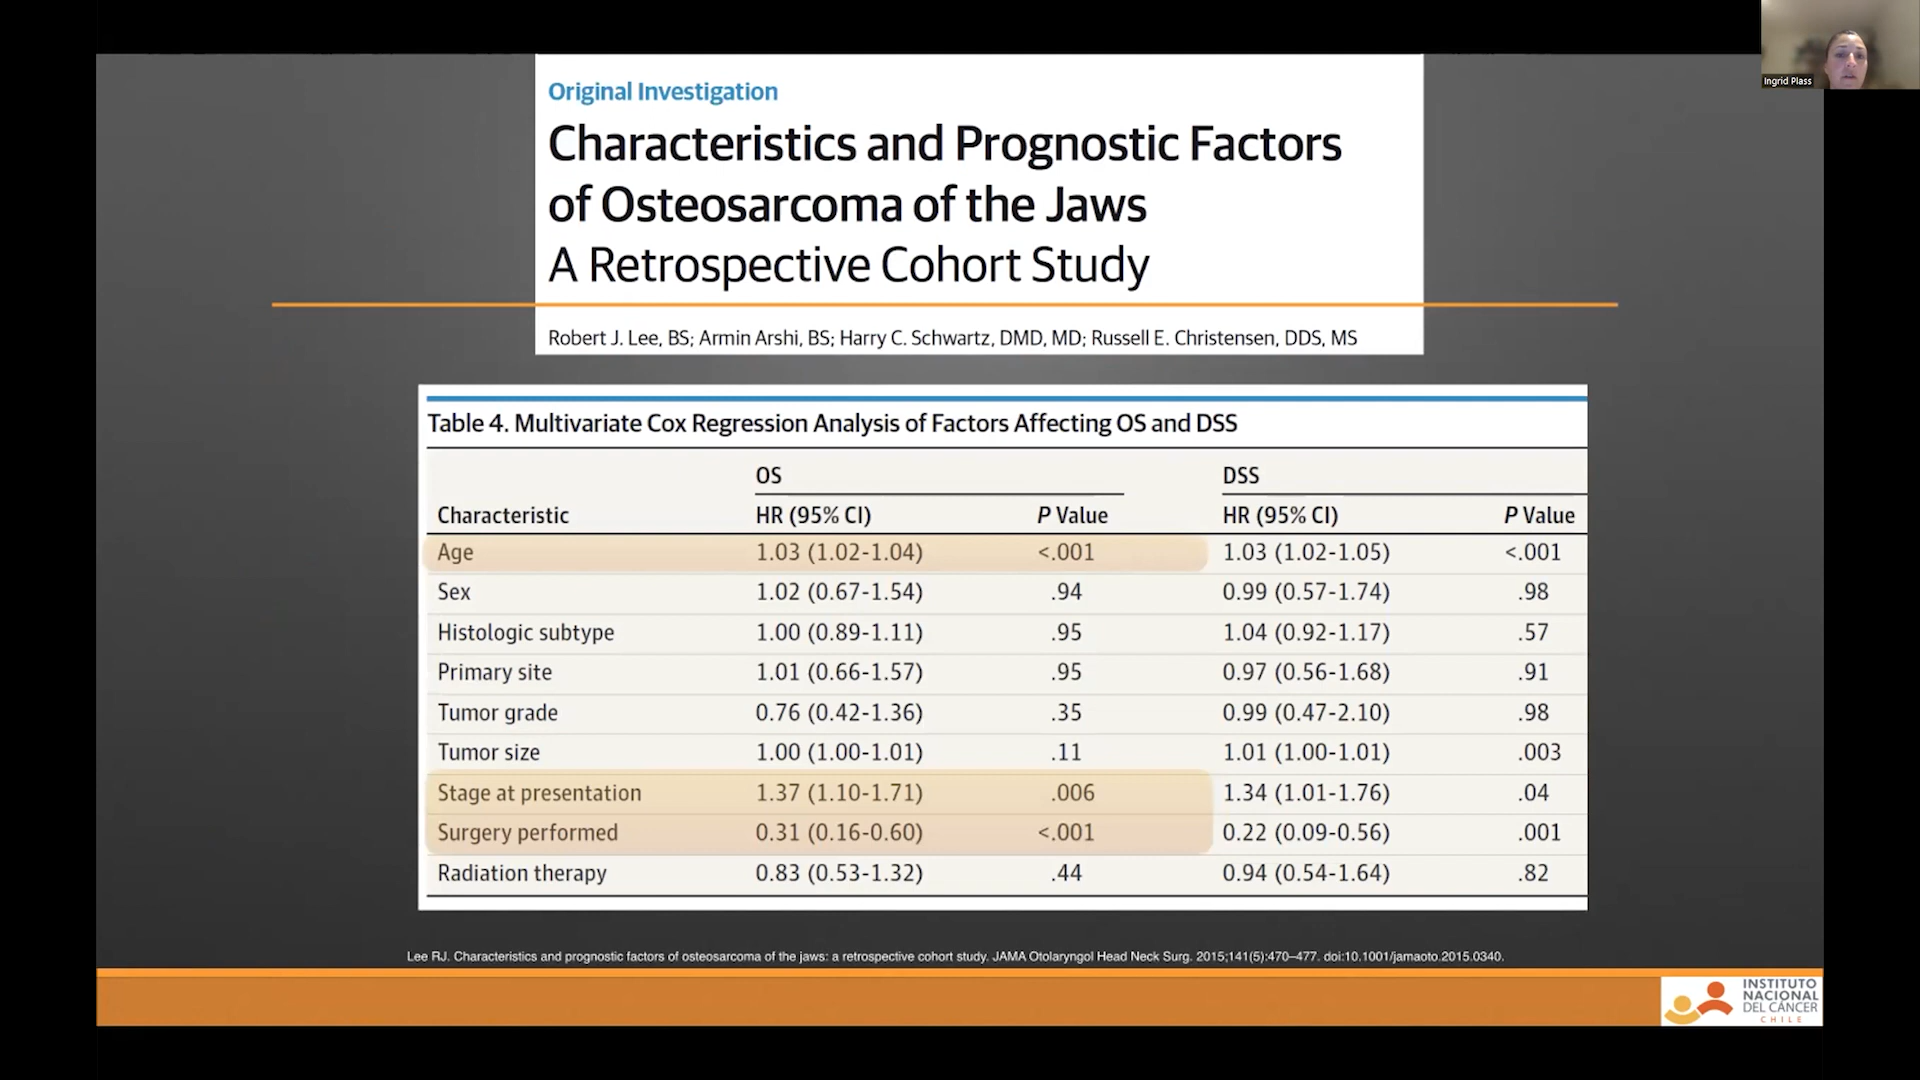 Ingrid Plass
Original Investigation
Characteristics and Prognostic Factors
of Osteosarcoma of the Jaws
A Retrospective Cohort Study
Robert J. Lee, BS; Armin Arshi, BS; Harry C. Schwartz, DMD, MD; Russell E. Christensen, DDS, MS
Table 4. Multivariate Cox Regression Analysis of Factors Affecting OS and DSS
OS DSS
Characteristic HR (95% CI) P Value HR (95% CI) P Value
Age 1.03 (1.02-1.04) <.001 1.03 (1.02-1.05) <.001
Sex 1.02 (0.67-1.54) .94 0.99 (0.57-1.74) .98
Histologic subtype 1.00 (0.89-1.11) .95 1.04 (0.92-1.17) .57
Primary site 1.01 (0.66-1.57) .95 0.97 (0.56-1.68) .91
Tumor grade 0.76 (0.42-1.36) .35 0.99 (0.47-2.10) .98
Tumor size 1.00 (1.00-1.01) .11 1.01 (1.00-1.01) .003
Stage at presentation 1.37 (1.10-1.71) .006 1.34 (1.01-1.76) .04
Surgery performed 0.31 (0.16-0.60) <.001 0.22 (0.09-0.56) .001
Radiation therapy 0.83 (0.53-1.32) .44 0.94 (0.54-1.64) .82
Lee RJ. Characteristics and prognostic factors of osteosarcoma of the jaws: a retrospective cohort study. JAMA Otolaryngol Head Neck Surg. 2015;141(5):470–477. doi:10.1001/jamaoto.2015.0340.
INSTITUTO
NACIONAL
DEL CÁNCER
CHILE